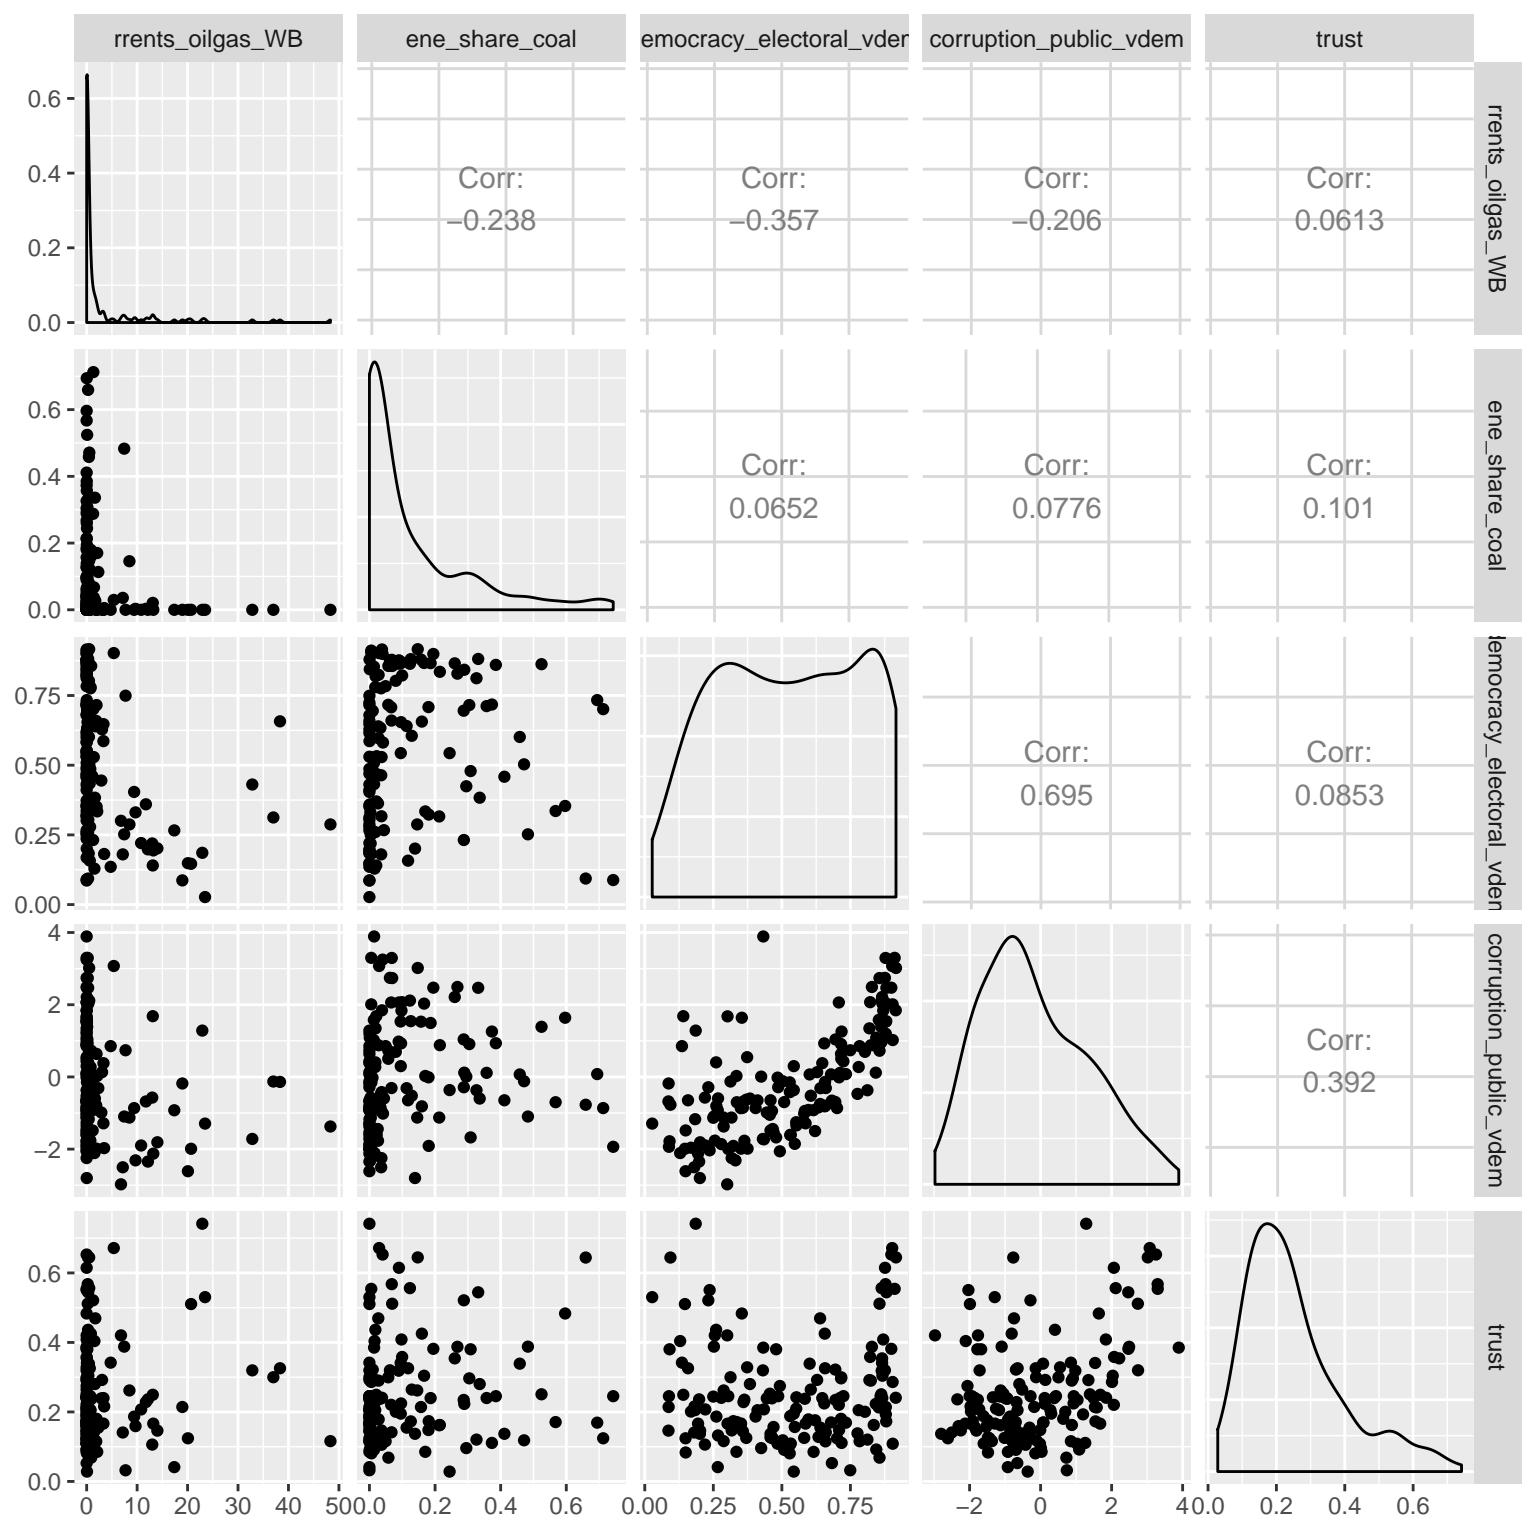 rrents_oilgas_WB ene_share_coal emocracy_electoral_vder corruption_public_vdem trust
0.6
0.4
0.2
0.0
Corr:
−0.238
Corr:
−0.357
Corr:
−0.206
Corr:
0.0613
rrents_oilgas_WB
0.6
0.4
0.2
0.0
Corr:
0.0652
Corr:
0.0776
Corr:
0.101
ene_share_coal
0.75
0.50
0.25
0.00
Corr:
0.695
Corr:
0.0853
lemocracy_electoral_vden
4
2
0
−2
Corr:
0.392
corruption_public_vdem
0.6
0.4
0.2
0.0
trust
0 10 20 30 40 50 0.0 0.2 0.4 0.6 0.00 0.25 0.50 0.75 −2 0 2 4 0.0 0.2 0.4 0.6